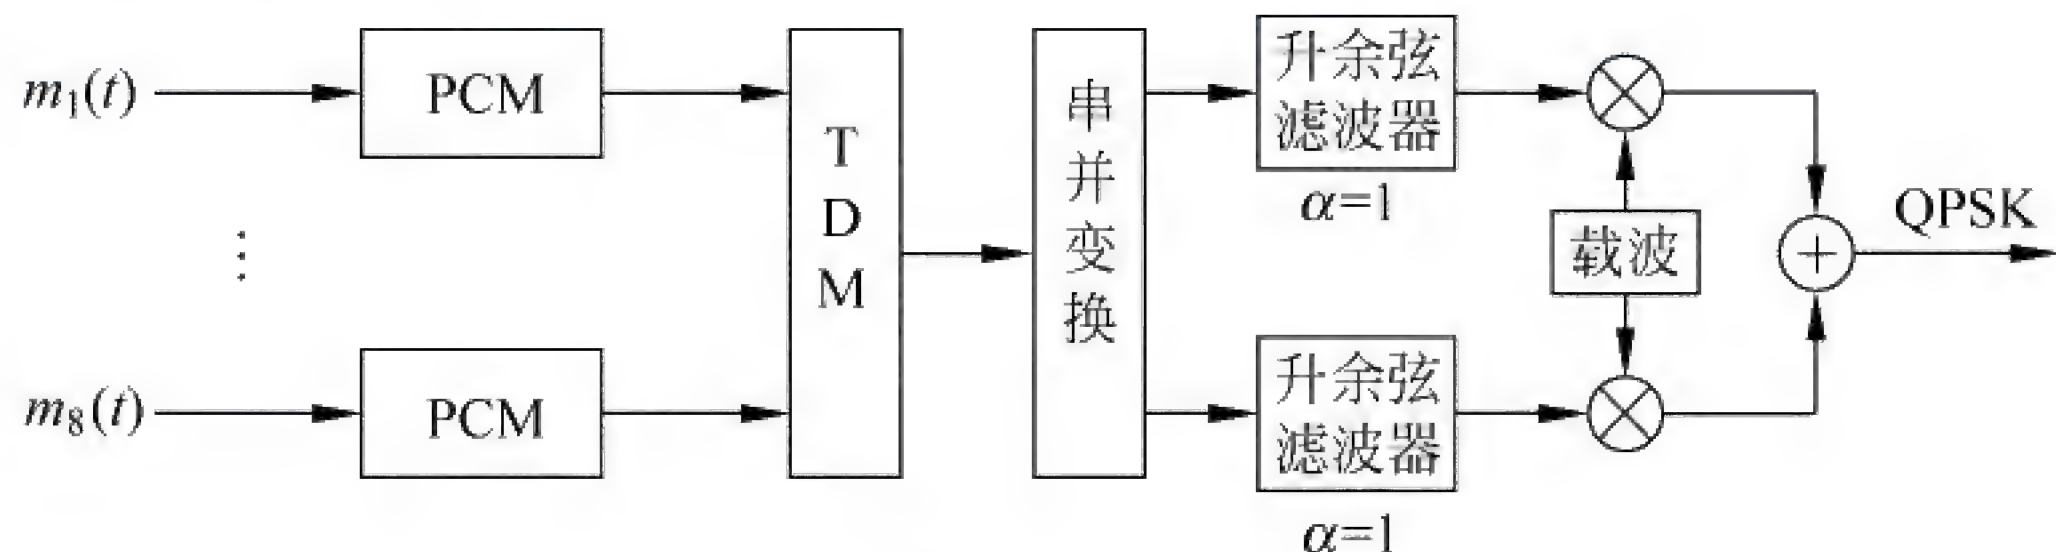 m₁(t)
PCM
⋮
m₈(t)
PCM
T
D
M
串
并
变
换
升余弦
滤波器
α=1
升余弦
滤波器
α=1
载波
QPSK